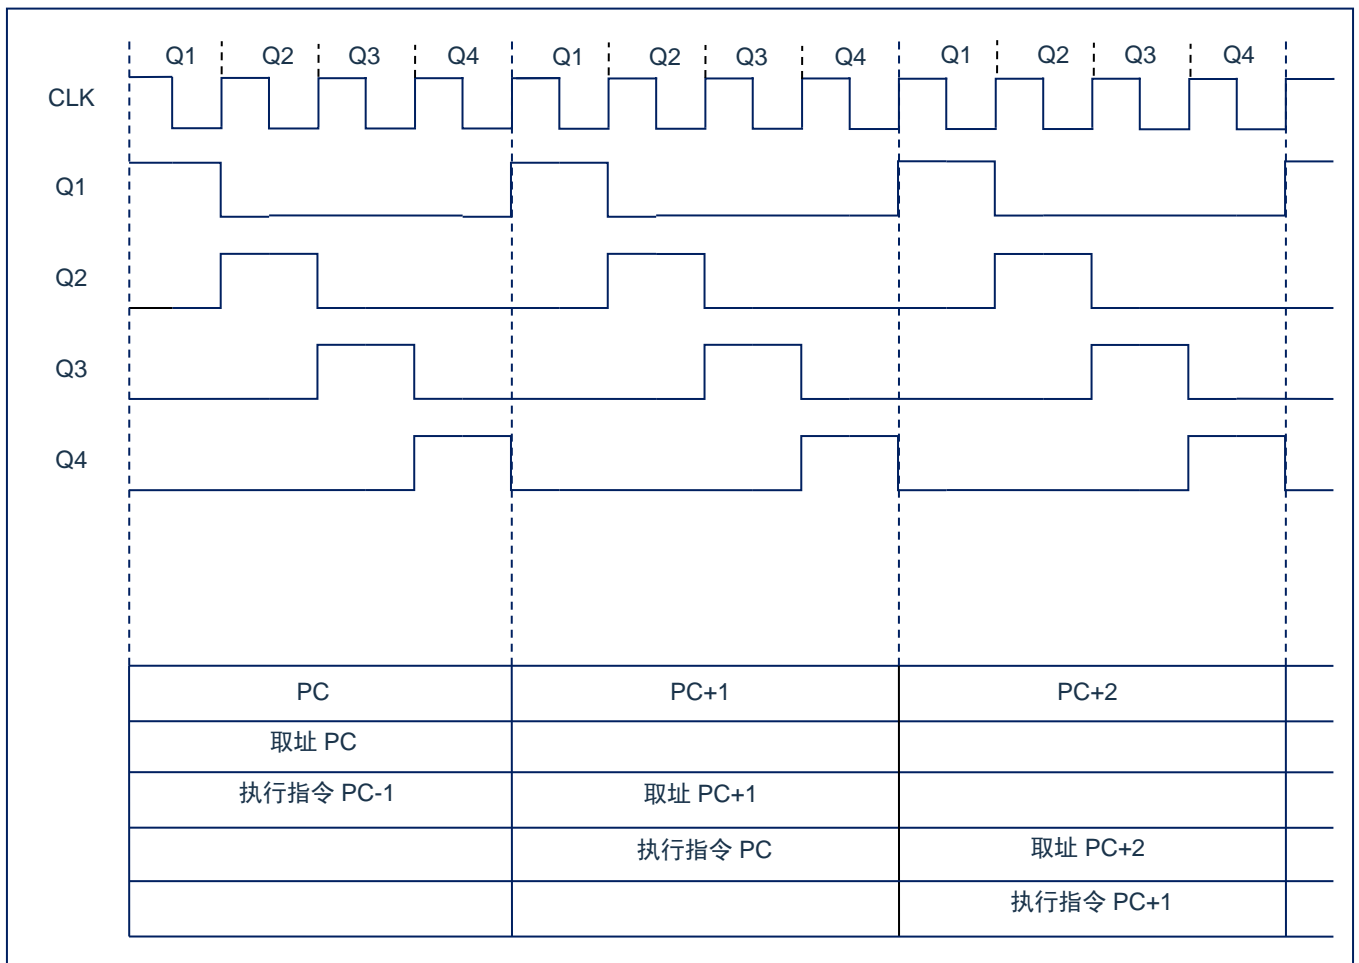 Q1 Q2 Q3 Q4 Q1 Q2 Q3 Q4 Q1 Q2 Q3 Q4
CLK
Q1
Q2
Q3
Q4
PC PC+1 PC+2
取址 PC
执行指令 PC-1 取址 PC+1
执行指令 PC 取址 PC+2
执行指令 PC+1